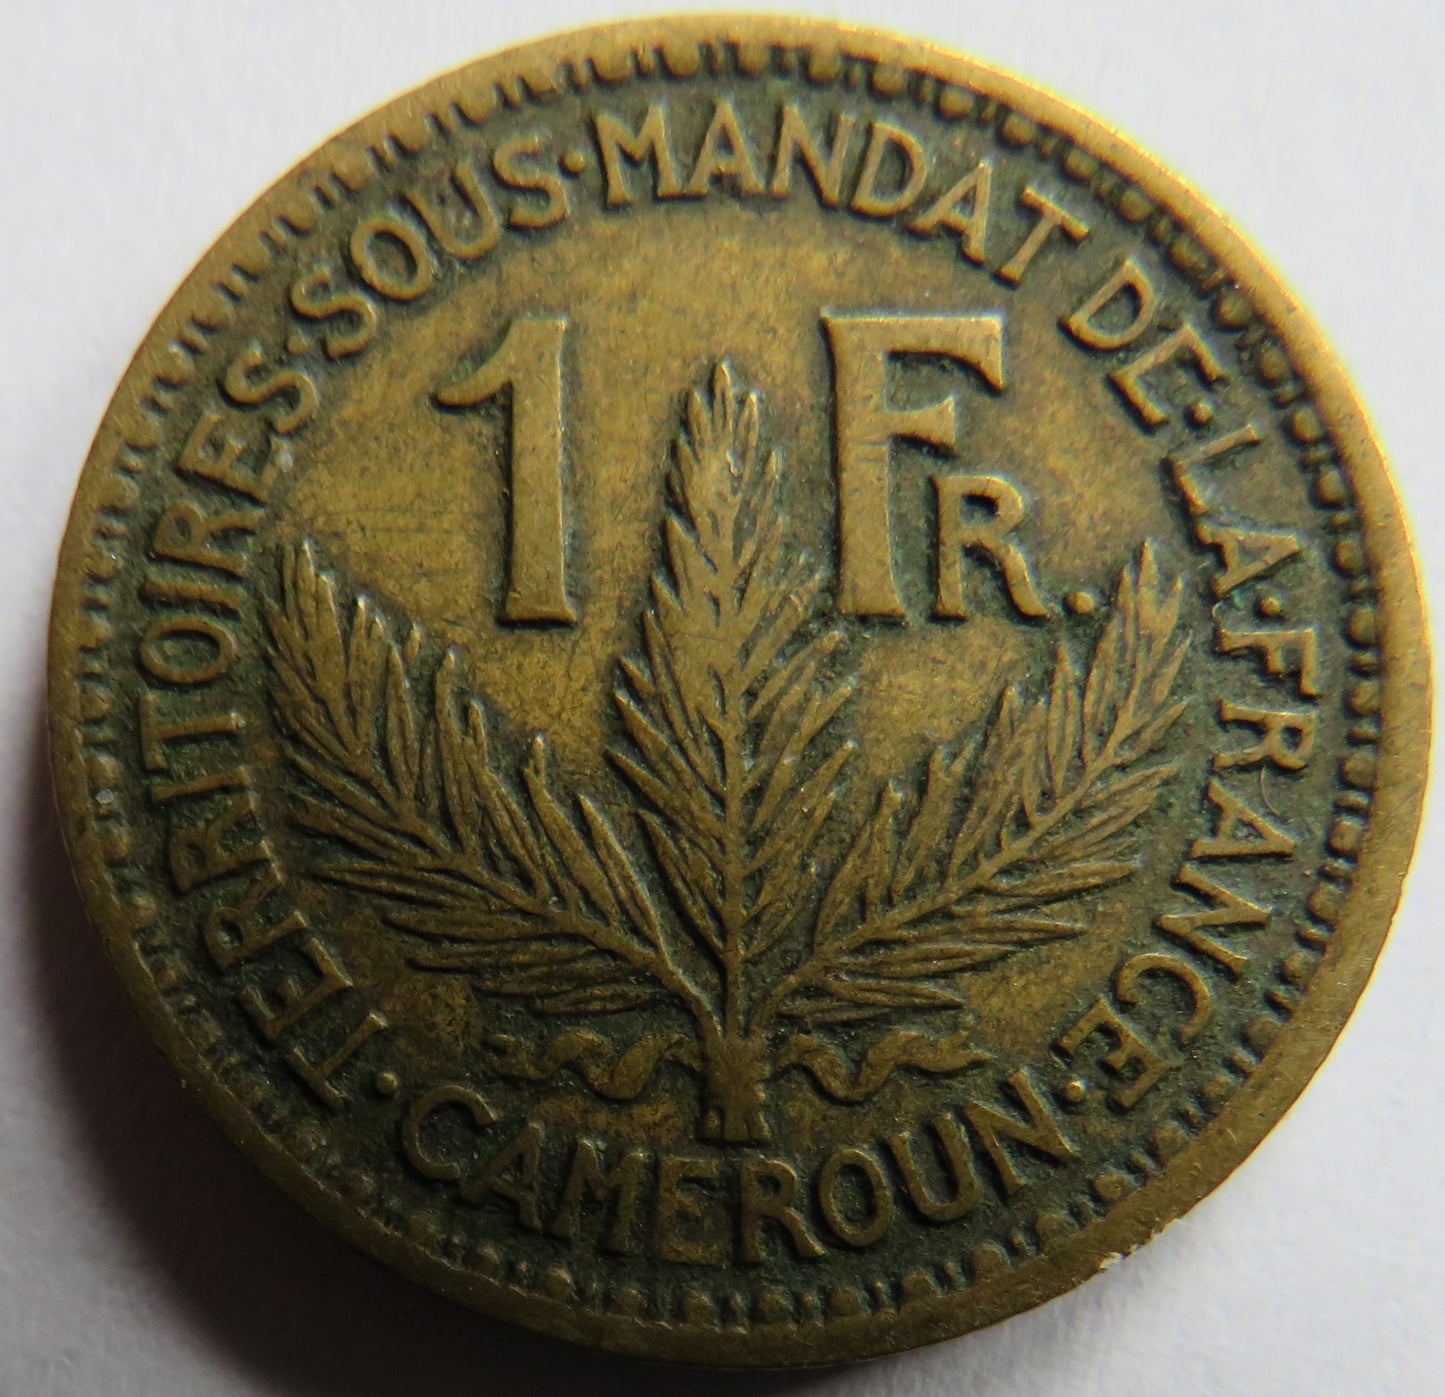 TERRITOIRES·SOUS·MANDAT DE·LA·FRANCE
1 FR.
·CAMEROUN·